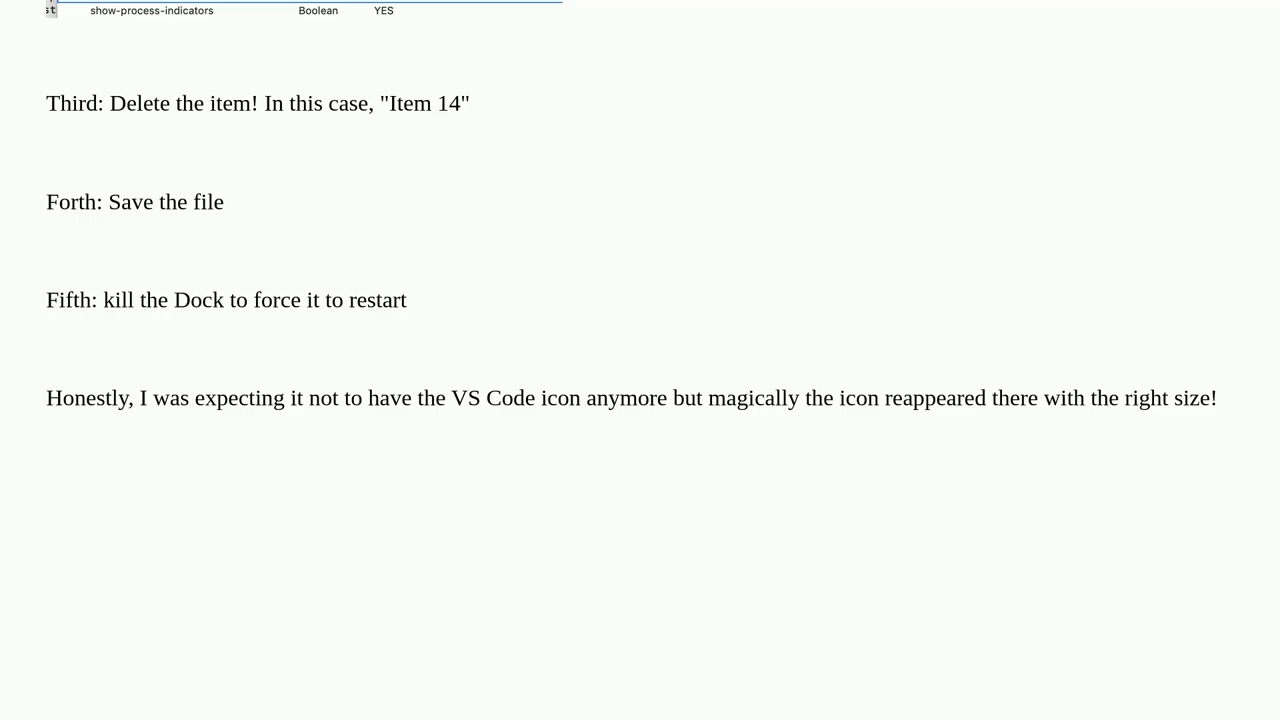 st show-process-indicators Boolean YES
Third: Delete the item! In this case, "Item 14"
Forth: Save the file
Fifth: kill the Dock to force it to restart
Honestly, I was expecting it not to have the VS Code icon anymore but magically the icon reappeared there with the right size!